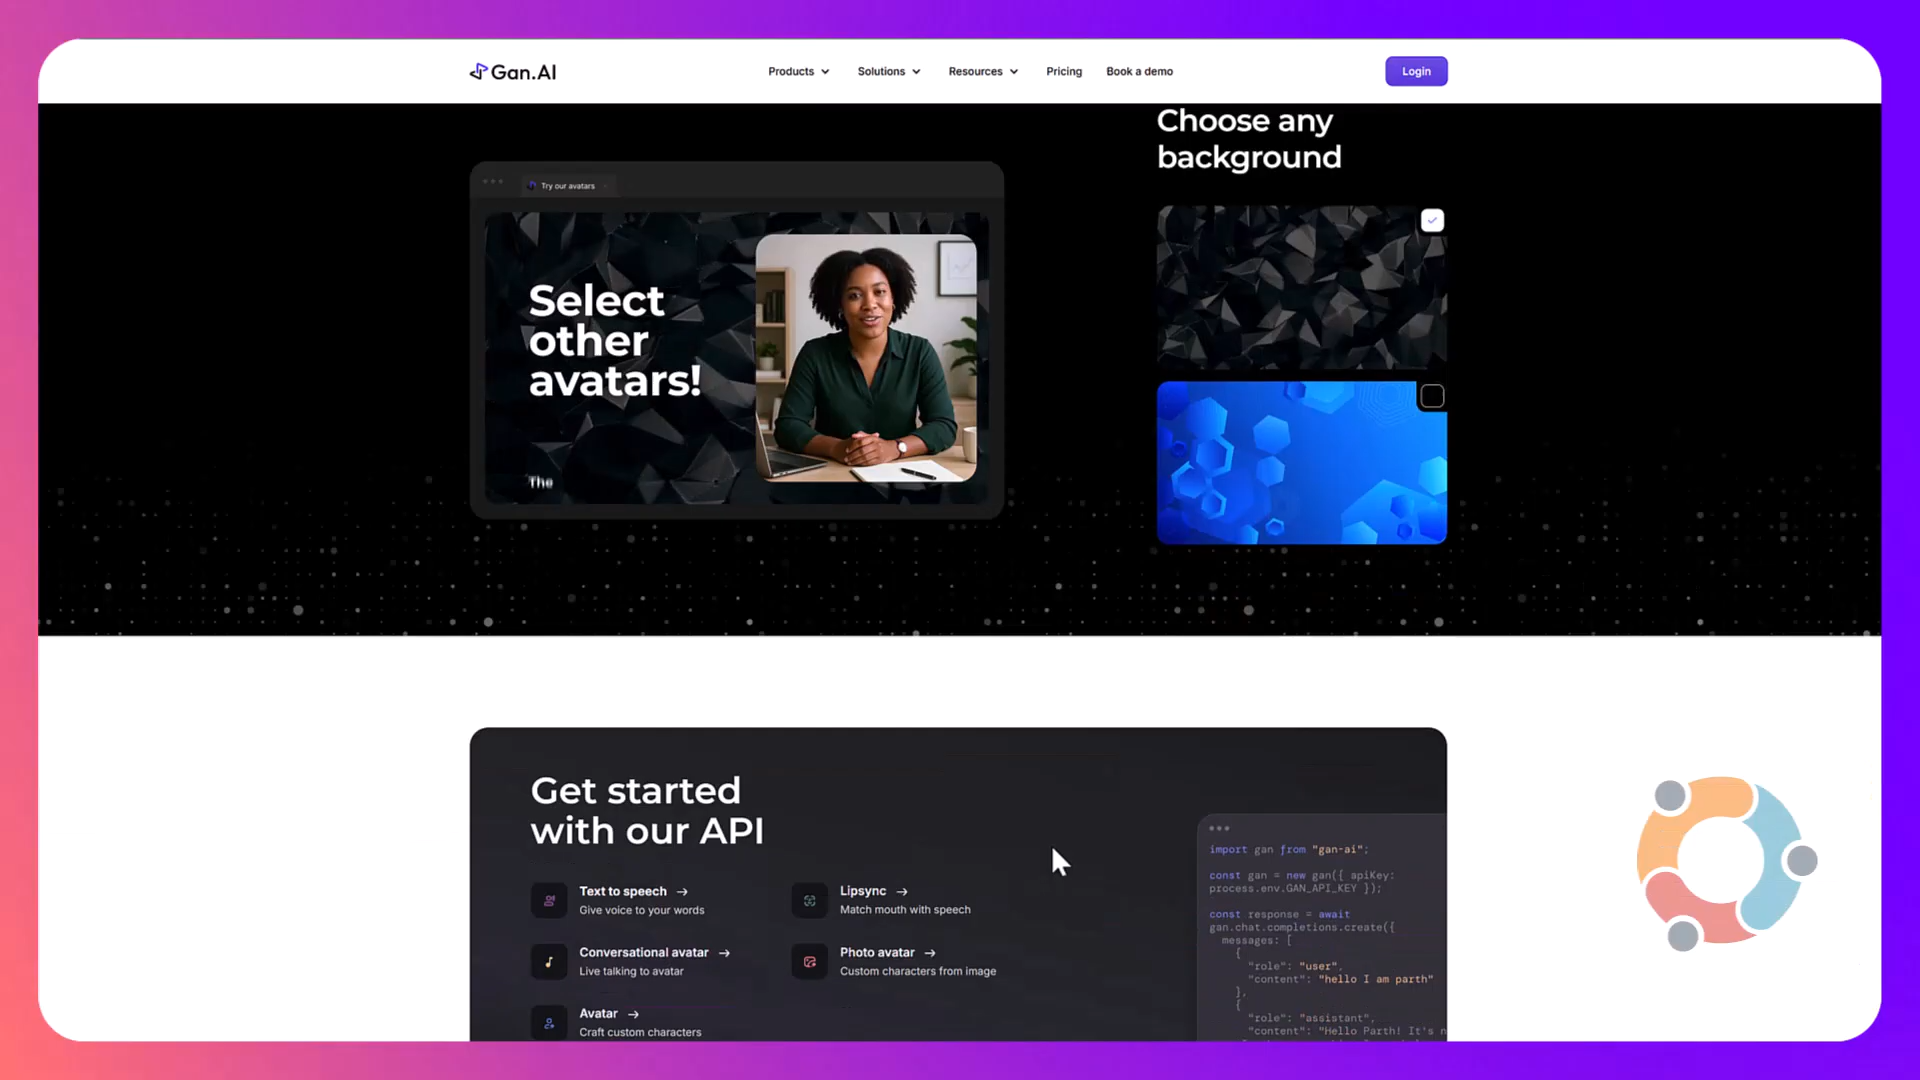 Gan.AI
Products
Solutions
Resources
Pricing
Book a demo
Login
Try our avatars
Select
other
avatars!
The
Choose any
background
Get started
with our API
Text to speech →
Give voice to your words
Lipsync →
Match mouth with speech
Conversational avatar →
Live talking to avatar
Photo avatar →
Custom characters from image
Avatar →
Craft custom characters
import gan from "gan-ai";
const gan = new gan({ apiKey:
process.env.GAN_API_KEY });
const response = await
gan.chat.completions.create({
messages: [
{
"role": "user",
"content": "hello I am parth"
},
{
"role": "assistant",
"content": "Hello Parth! It's n